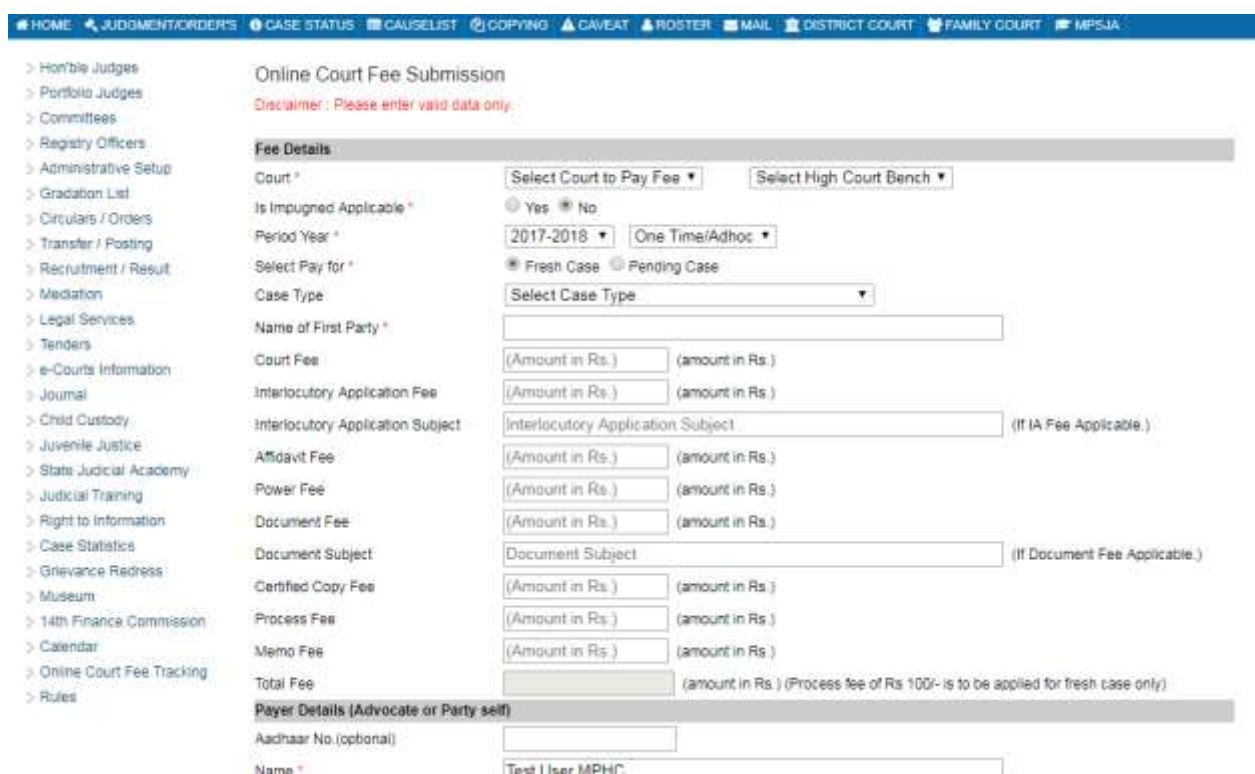 HOME JUDGMENT/ORDER'S CASE STATUS CAUSELIST COPYING CAVEAT ROSTER MAIL DISTRICT COURT FAMILY COURT MPSJA
> Hon'ble Judges
> Portfolio Judges
> Committees
> Registry Officers
> Administrative Setup
> Gradation List
> Circulars / Orders
> Transfer / Posting
> Recruitment / Result
> Mediation
> Legal Services
> Tenders
> e-Courts Information
> Journal
> Child Custody
> Juvenile Justice
> State Judicial Academy
> Judicial Training
> Right to Information
> Case Statistics
> Grievance Redress
> Museum
> 14th Finance Commission
> Calendar
> Online Court Fee Tracking
> Rules
Online Court Fee Submission
Disclaimer : Please enter valid data only.
Fee Details
Court * Select Court to Pay Fee Select High Court Bench
Is Impugned Applicable * Yes No
Period Year * 2017-2018 One Time/Adhoc
Select Pay for * Fresh Case Pending Case
Case Type Select Case Type
Name of First Party *
Court Fee (Amount in Rs.) (amount in Rs.)
Interlocutory Application Fee (Amount in Rs.) (amount in Rs.)
Interlocutory Application Subject Interlocutory Application Subject (If IA Fee Applicable.)
Affidavit Fee (Amount in Rs.) (amount in Rs.)
Power Fee (Amount in Rs.) (amount in Rs.)
Document Fee (Amount in Rs.) (amount in Rs.)
Document Subject Document Subject (If Document Fee Applicable.)
Certified Copy Fee (Amount in Rs.) (amount in Rs.)
Process Fee (Amount in Rs.) (amount in Rs.)
Memo Fee (Amount in Rs.) (amount in Rs.)
Total Fee (amount in Rs.) (Process fee of Rs 100/- is to be applied for fresh case only)
Payer Details (Advocate or Party self)
Aadhaar No.(optional)
Name * Test User MPHC